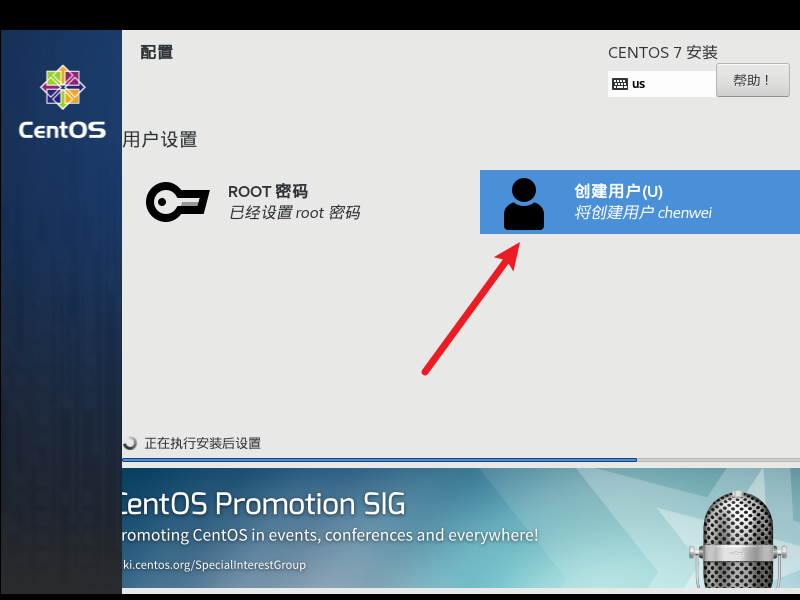 配置
CENTOS 7 安装
us
帮助！
CentOS
用户设置
ROOT 密码
已经设置 root 密码
创建用户(U)
将创建用户 chenwei
正在执行安装后设置
CentOS Promotion SIG
romoting CentOS in events, conferences and everywhere!
ki.centos.org/SpecialInterestGroup